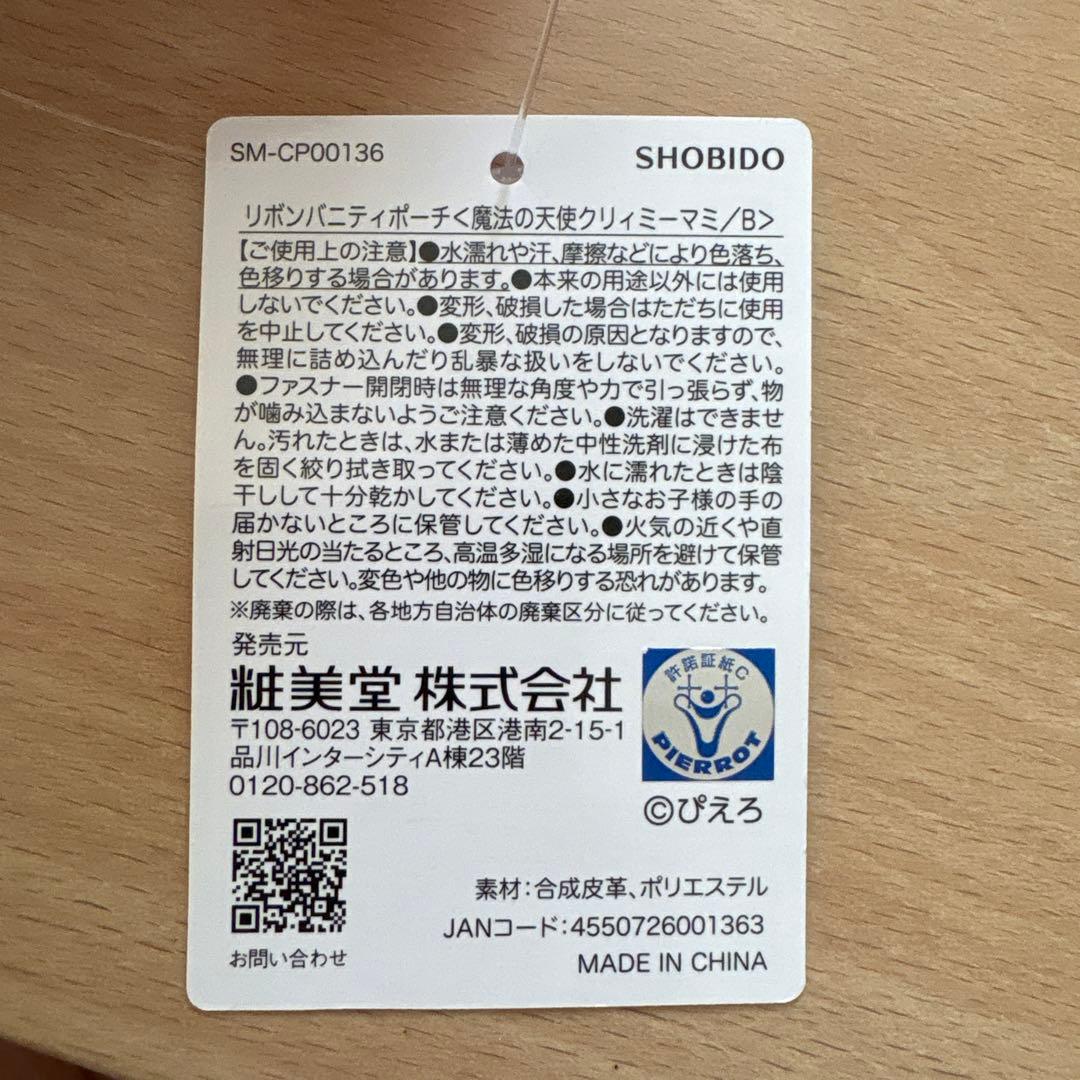 SM-CP00136
SHOBIDO
リボンバニティポーチ<魔法の天使クリィミーマミ/B>
【ご使用上の注意】●水濡れや汗、摩擦などにより色落ち、
色移りする場合があります。●本来の用途以外には使用
しないでください。●変形、破損した場合はただちに使用
を中止してください。●変形、破損の原因となりますので、
無理に詰め込んだり乱暴な扱いをしないでください。
●ファスナー開閉時は無理な角度や力で引っ張らず、物
が噛み込まないようご注意ください。●洗濯はできませ
ん。汚れたときは、水または薄めた中性洗剤に浸けた布
を固く絞り拭き取ってください。●水に濡れたときは陰
干しして十分乾かしてください。●小さなお子様の手の
届かないところに保管してください。●火気の近くや直
射日光の当たるところ、高温多湿になる場所を避けて保管
してください。変色や他の物に色移りする恐れがあります。
※廃棄の際は、各地方自治体の廃棄区分に従ってください。
発売元
粧美堂 株式会社
〒108-6023 東京都港区港南2-15-1
品川インターシティA棟23階
0120-862-518
許諾証紙C
PIERROT
©ぴえろ
お問い合わせ
素材:合成皮革、ポリエステル
JANコード:4550726001363
MADE IN CHINA